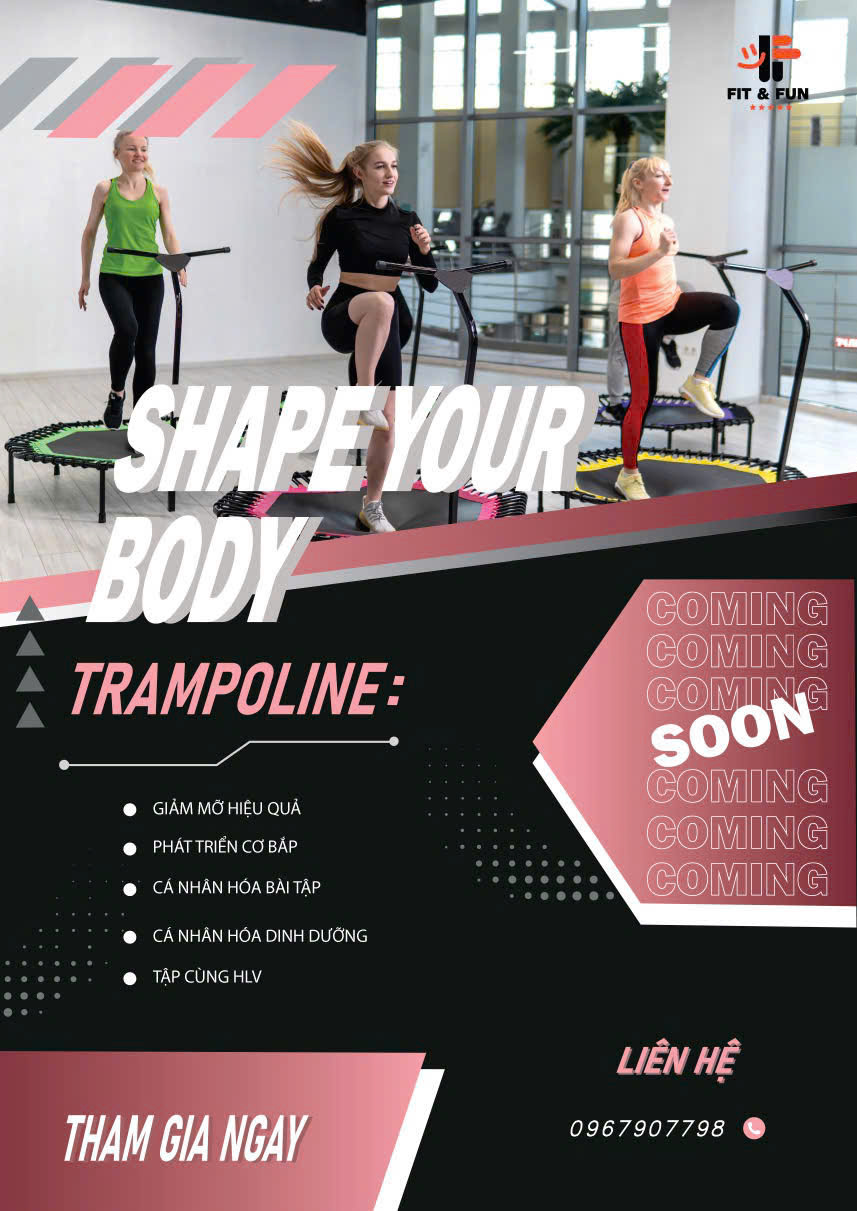 FIT & FUN
SHAPE YOUR
BODY
TRAMPOLINE:
COMING
COMING
COMING
SOON
COMING
COMING
COMING
GIẢM MỠ HIỆU QUẢ
PHÁT TRIỂN CƠ BẮP
CÁ NHÂN HÓA BÀI TẬP
CÁ NHÂN HÓA DINH DƯỠNG
TẬP CÙNG HLV
LIÊN HỆ
0967907798
THAM GIA NGAY